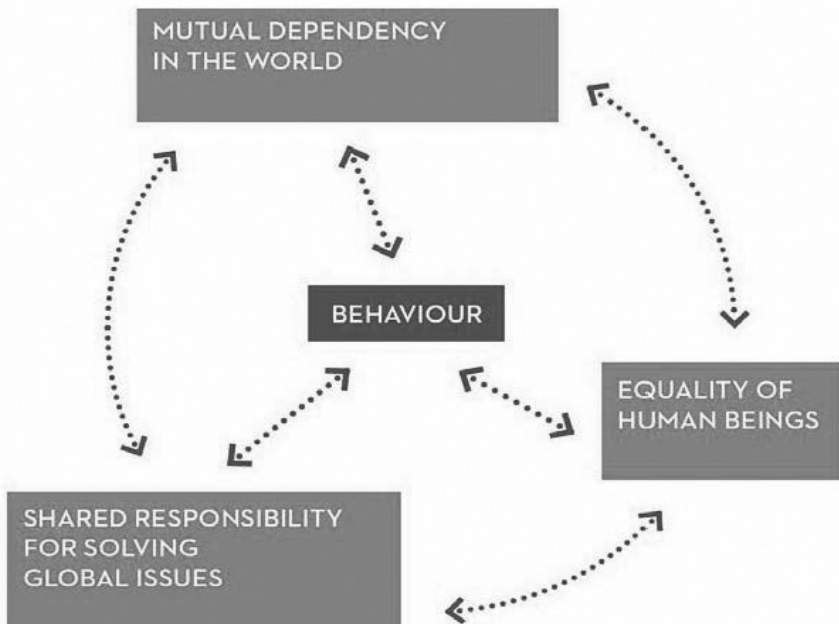 MUTUAL DEPENDENCY
IN THE WORLD
BEHAVIOUR
EQUALITY OF
HUMAN BEINGS
SHARED RESPONSIBILITY
FOR SOLVING
GLOBAL ISSUES